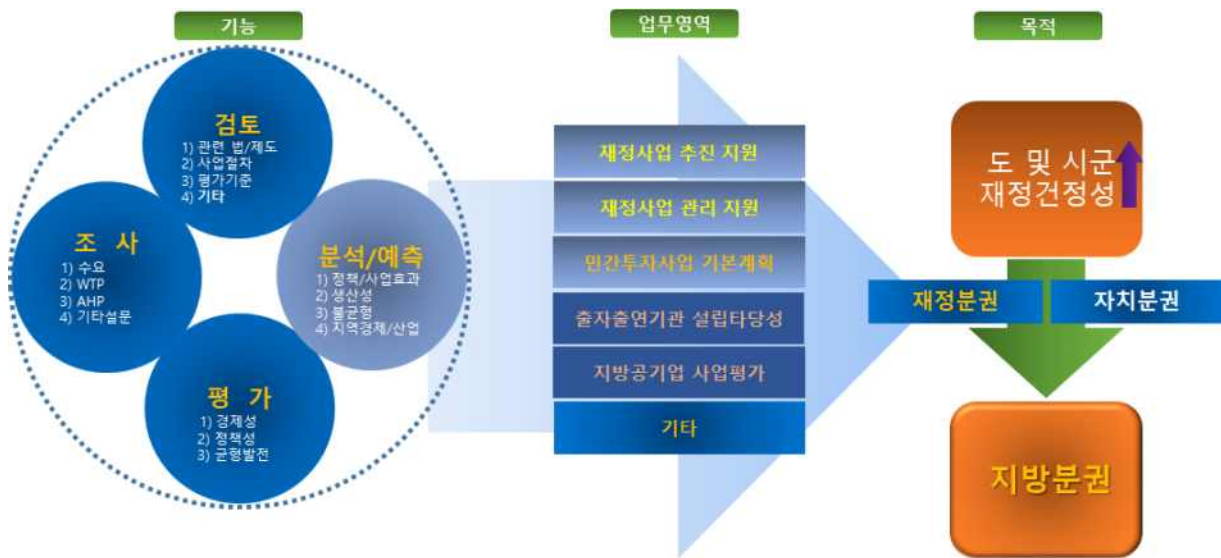 기능
검토
1) 관련 법/제도
2) 사업절차
3) 평가기준
4) 기타
조 사
1) 수요
2) WTP
3) AHP
4) 기타설문
분석/예측
1) 정책/사업효과
2) 생산성
3) 불균형
4) 지역경제/산업
평 가
1) 경제성
2) 정책성
3) 균형발전
업무영역
재정사업 추진 지원
재정사업 관리 지원
민간투자사업 기본계획
출자출연기관 설립타당성
지방공기업 사업평가
기타
목적
도 및 시군
재정건정성
재정분권
자치분권
지방분권